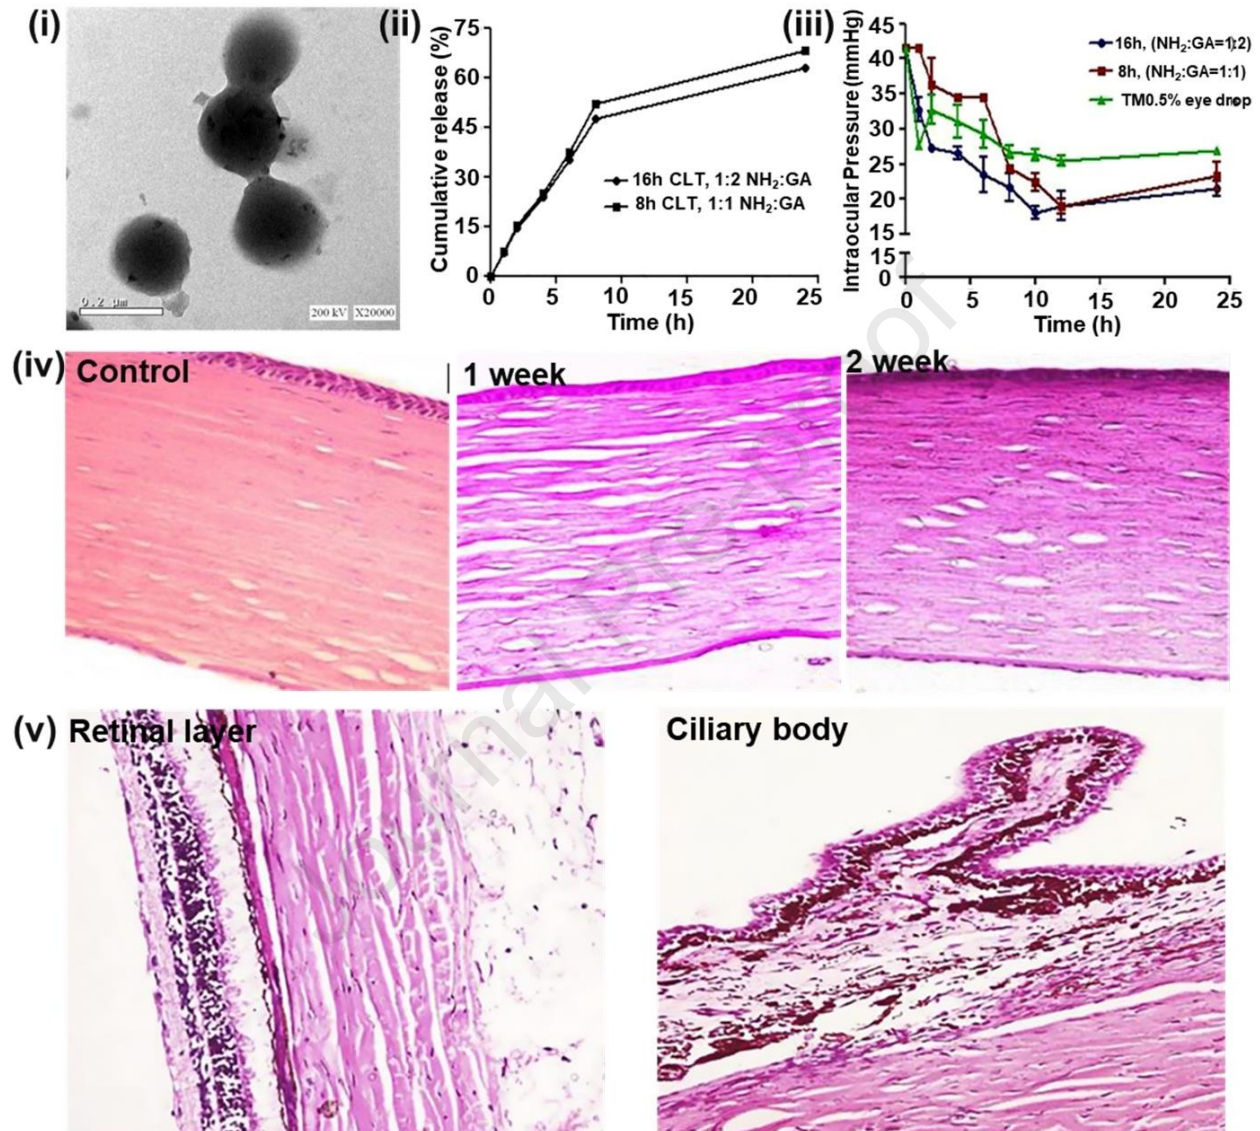 (i)
0.2 µm
200 kV X20000
(ii)
Cumulative release (%)
75
60
45
30
15
0
0 5 10 15 20 25
Time (h)
16h CLT, 1:2 NH₂:GA
8h CLT, 1:1 NH₂:GA
(iii)
Intraocular Pressure (mmHg)
45
40
35
30
25
20
15
15
0
0 5 10 15 20 25
Time (h)
16h, (NH₂:GA=1:2)
8h, (NH₂:GA=1:1)
TM0.5% eye drop
(iv)
Control
1 week
2 week
(v)
Retinal layer
Ciliary body
Journal Pre-proof